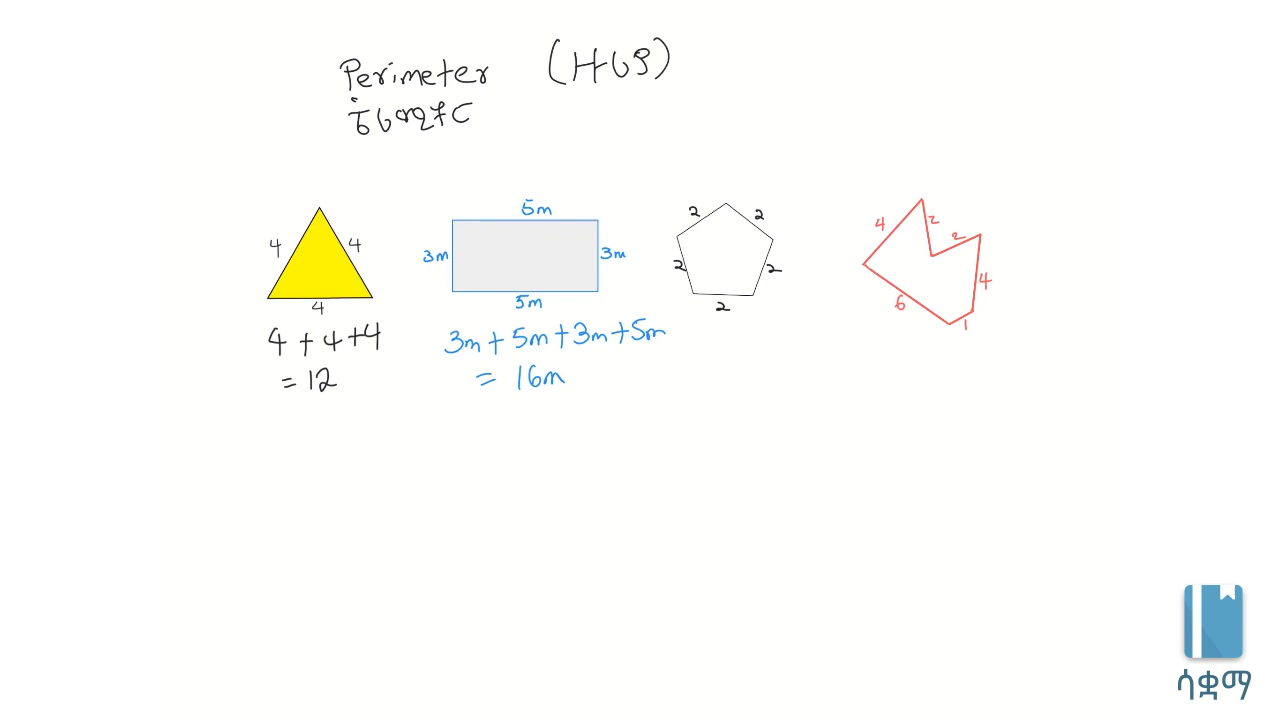 Perimeter (ዙሪያ)
ፔሪሜትር
5m
4 4 3m 3m 2 2 2 2 4 2 2 4
4 5m 2 6 1
4 + 4 + 4 3m + 5m + 3m + 5m
= 12 = 16m
ሳቋማ